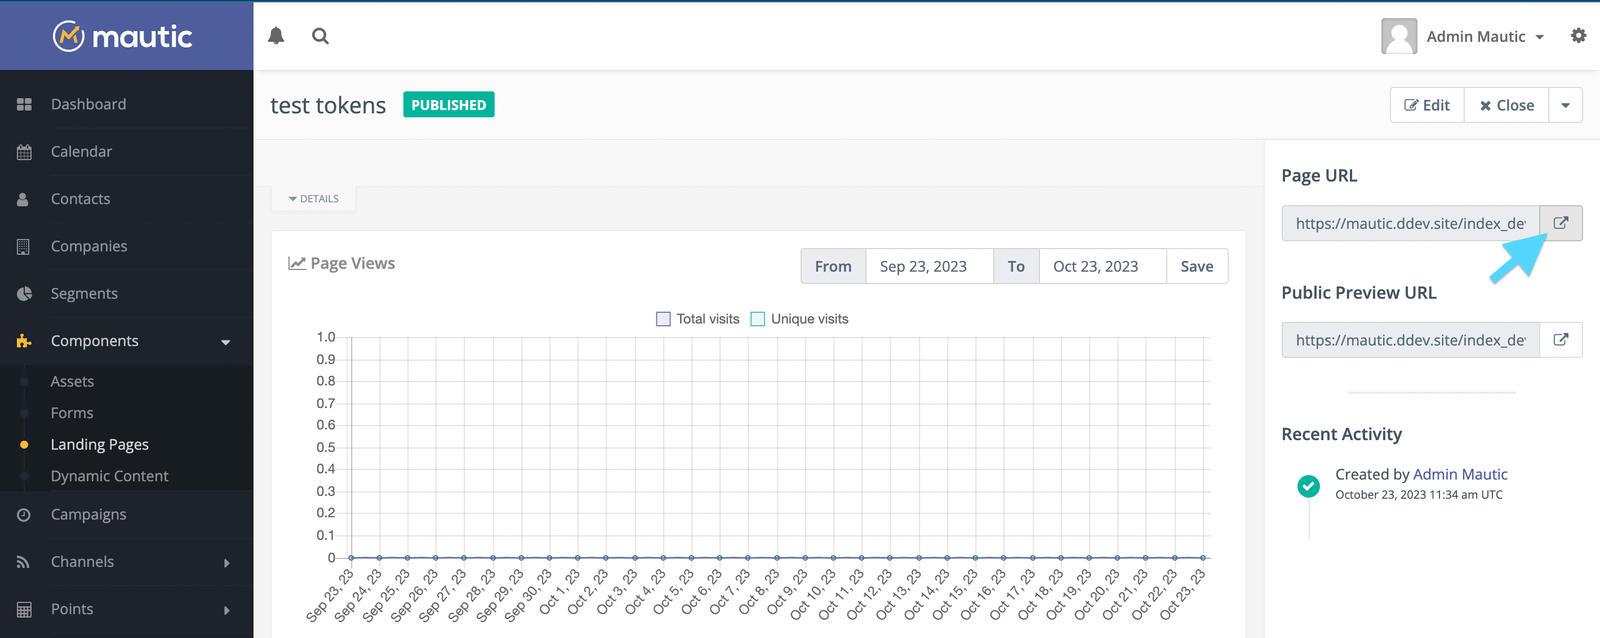 mautic
Admin Mautic
Dashboard
Calendar
Contacts
Companies
Segments
Components
Assets
Forms
Landing Pages
Dynamic Content
Campaigns
Channels
Points
test tokens PUBLISHED
Edit Close
DETAILS
Page Views
From Sep 23, 2023 To Oct 23, 2023 Save
Total visits Unique visits
1.0
0.9
0.8
0.7
0.6
0.5
0.4
0.3
0.2
0.1
0
Sep 23, 23
Sep 24, 23
Sep 25, 23
Sep 26, 23
Sep 27, 23
Sep 28, 23
Sep 29, 23
Sep 30, 23
Oct 1, 23
Oct 2, 23
Oct 3, 23
Oct 4, 23
Oct 5, 23
Oct 6, 23
Oct 7, 23
Oct 8, 23
Oct 9, 23
Oct 10, 23
Oct 11, 23
Oct 12, 23
Oct 13, 23
Oct 14, 23
Oct 15, 23
Oct 16, 23
Oct 17, 23
Oct 18, 23
Oct 19, 23
Oct 20, 23
Oct 21, 23
Oct 22, 23
Oct 23, 23
Page URL
https://mautic.ddev.site/index_de
Public Preview URL
https://mautic.ddev.site/index_de
Recent Activity
Created by Admin Mautic
October 23, 2023 11:34 am UTC